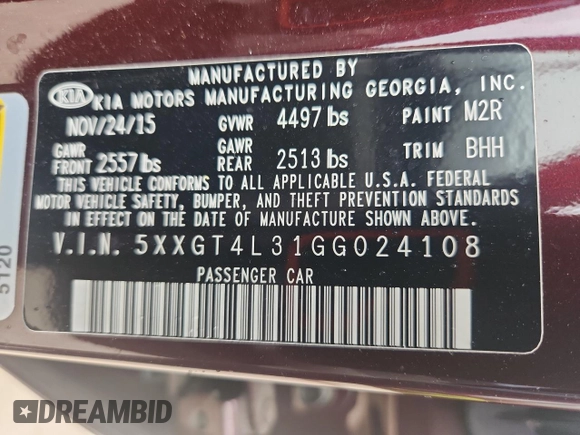 MANUFACTURED BY
KIA KIA MOTORS MANUFACTURING GEORGIA, INC.
NOV/24/15 GVWR 4497 lbs PAINT M2R
GAWR FRONT 2557 lbs GAWR REAR 2513 lbs TRIM BHH
THIS VEHICLE CONFORMS TO ALL APPLICABLE U.S.A. FEDERAL
MOTOR VEHICLE SAFETY, BUMPER, AND THEFT PREVENTION STANDARDS
IN EFFECT ON THE DATE OF MANUFACTURE SHOWN ABOVE.
V.I.N. 5XXGT4L31GG024108
PASSENGER CAR
5120
DREAMBID